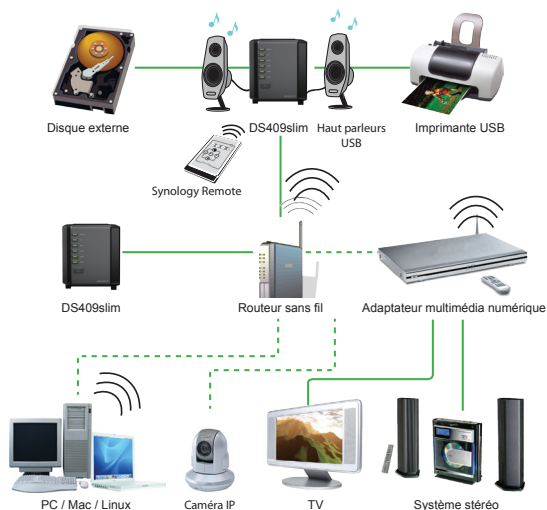 Disque externe
DS409slim
Haut parleurs
USB
Imprimante USB
Synology Remote
DS409slim
Routeur sans fil
Adaptateur multimédia numérique
PC / Mac / Linux
Caméra IP
TV
Système stéréo